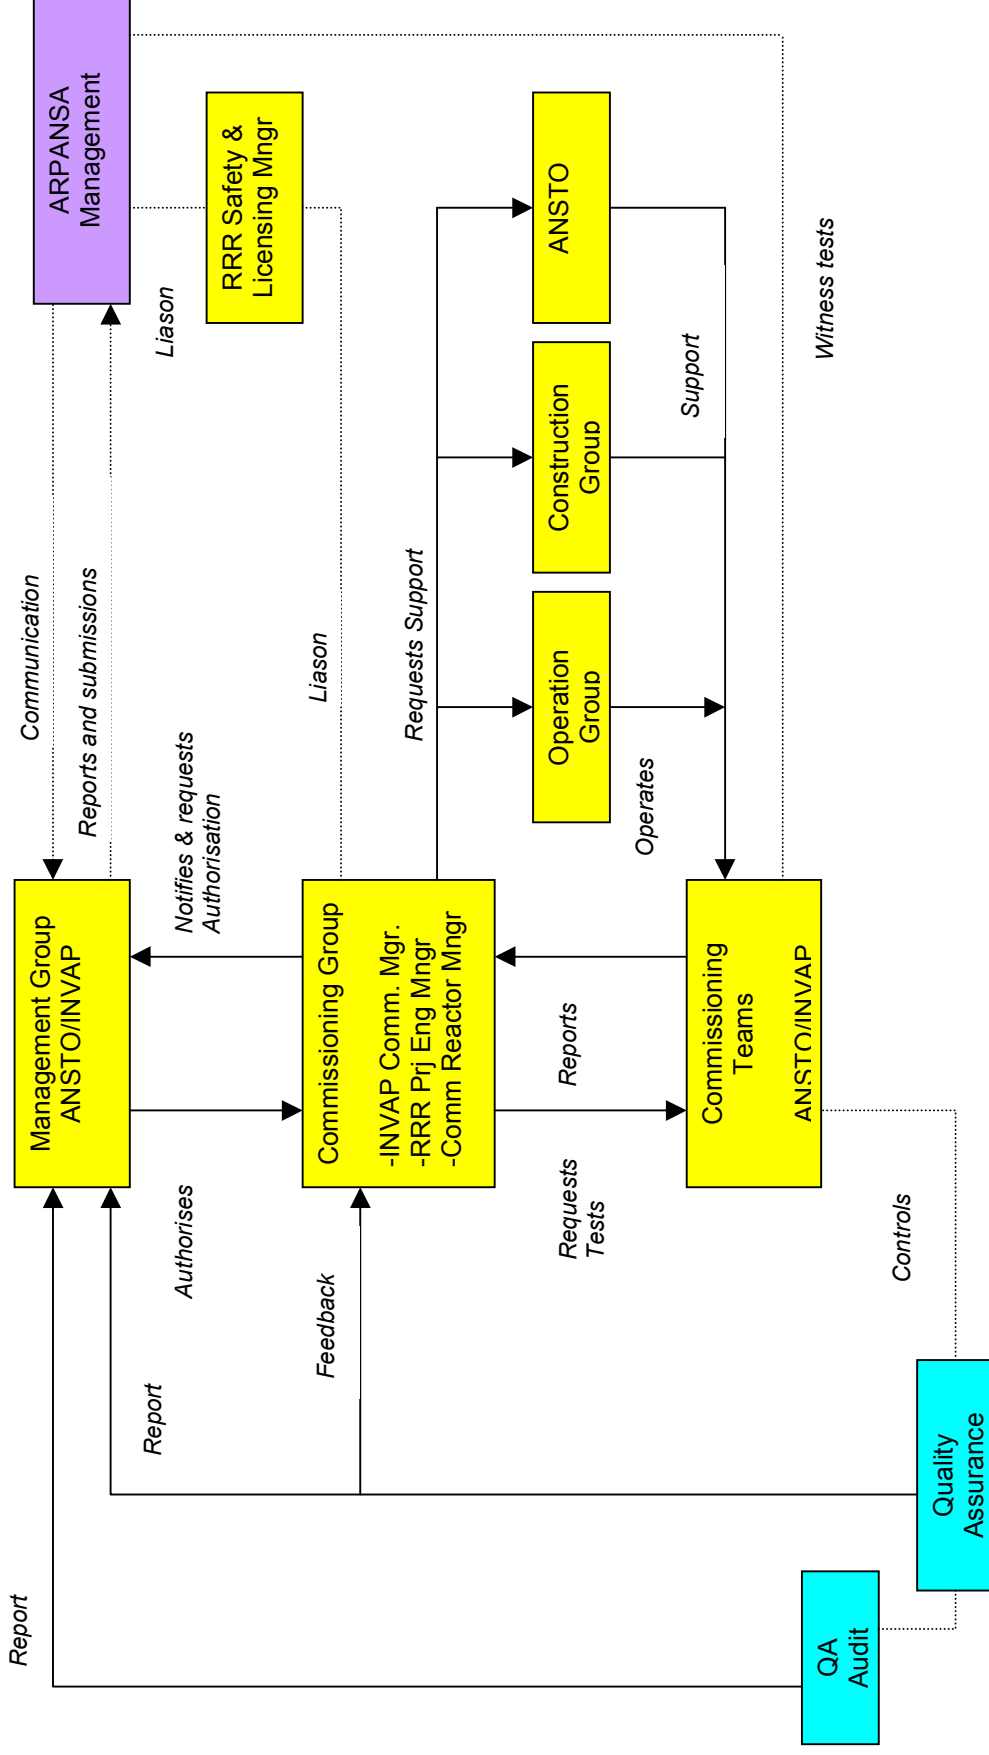 Report
Report
Authorises
Notifies & requests
Authorisation
Communication
Reports and submissions
Liason
Management Group
ANSTO/INVAP
ARPANSA
Management
RRR Safety &
Licensing Mngr
Feedback
Commissioning Group
-INVAP Comm. Mgr.
-RRR Prj Eng Mngr
-Comm Reactor Mngr
Liason
Requests Support
Requests
Tests
Reports
Operation
Group
Construction
Group
ANSTO
Operates
Support
Commissioning
Teams
ANSTO/INVAP
Witness tests
Controls
QA
Audit
Quality
Assurance